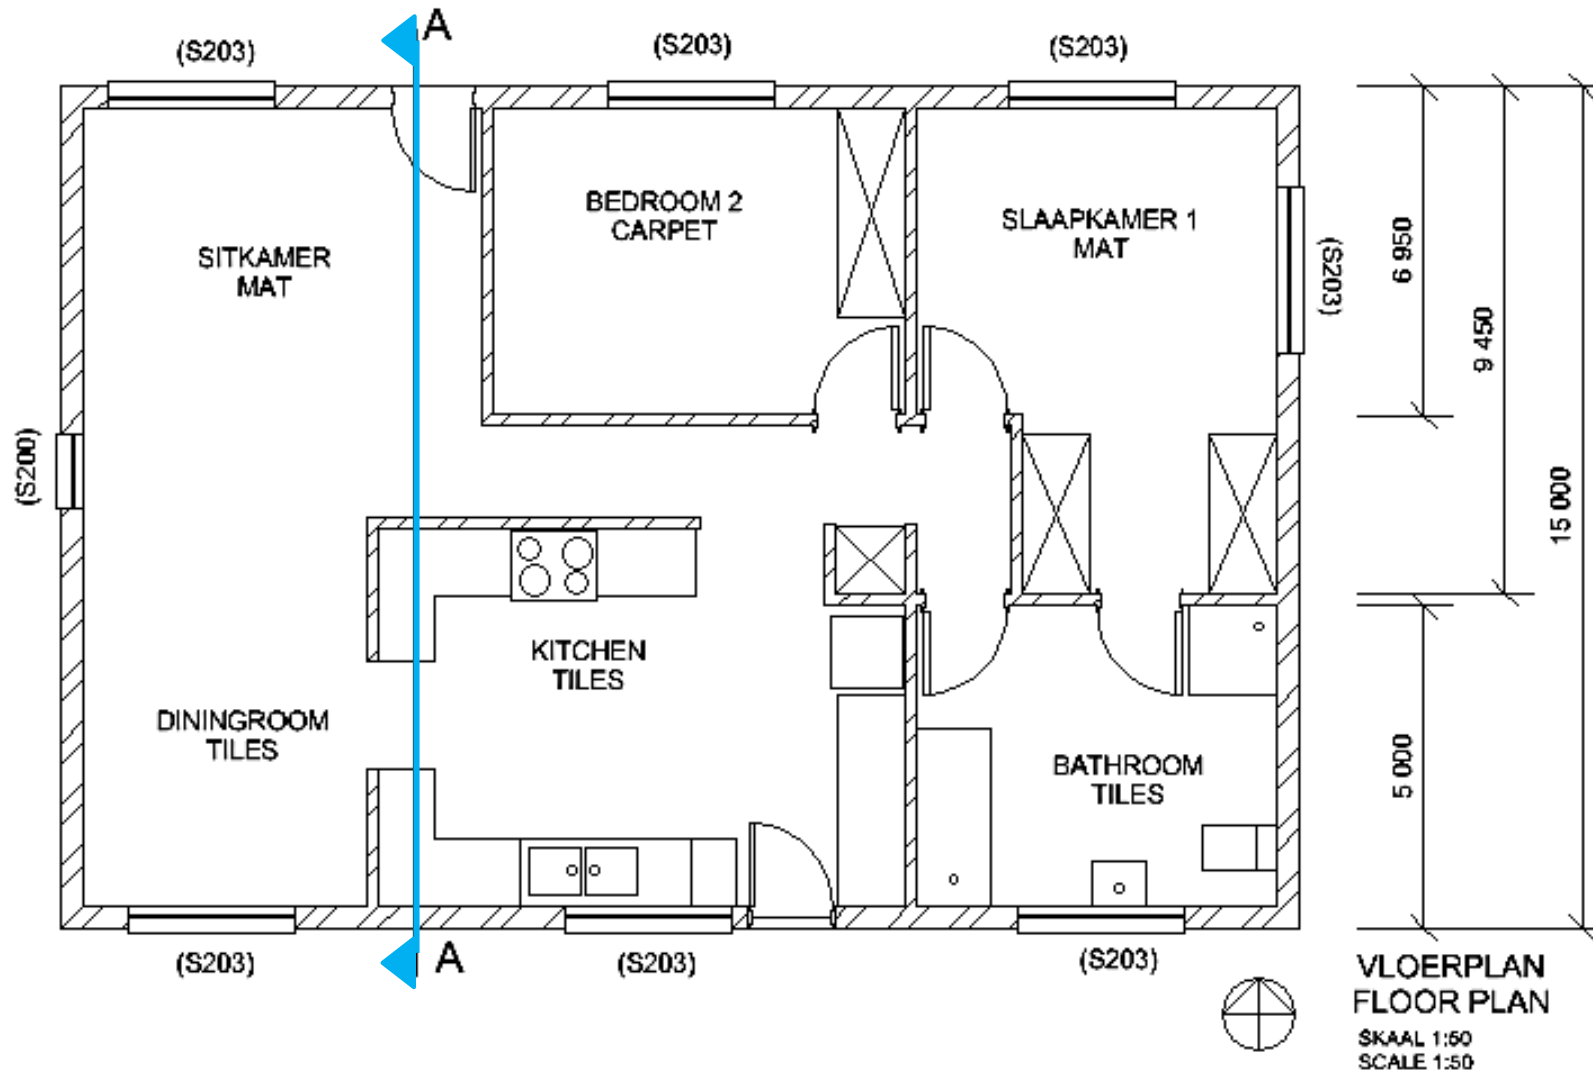 A
(S203)
(S203)
(S203)
BEDROOM 2
CARPET
SLAAPKAMER 1
MAT
SITKAMER
MAT
(S203)
6 950
9 450
15 000
(S200)
KITCHEN
TILES
DININGROOM
TILES
BATHROOM
TILES
5 000
(S203)
A
(S203)
(S203)
VLOERPLAN
FLOOR PLAN
SKAAL 1:50
SCALE 1:50